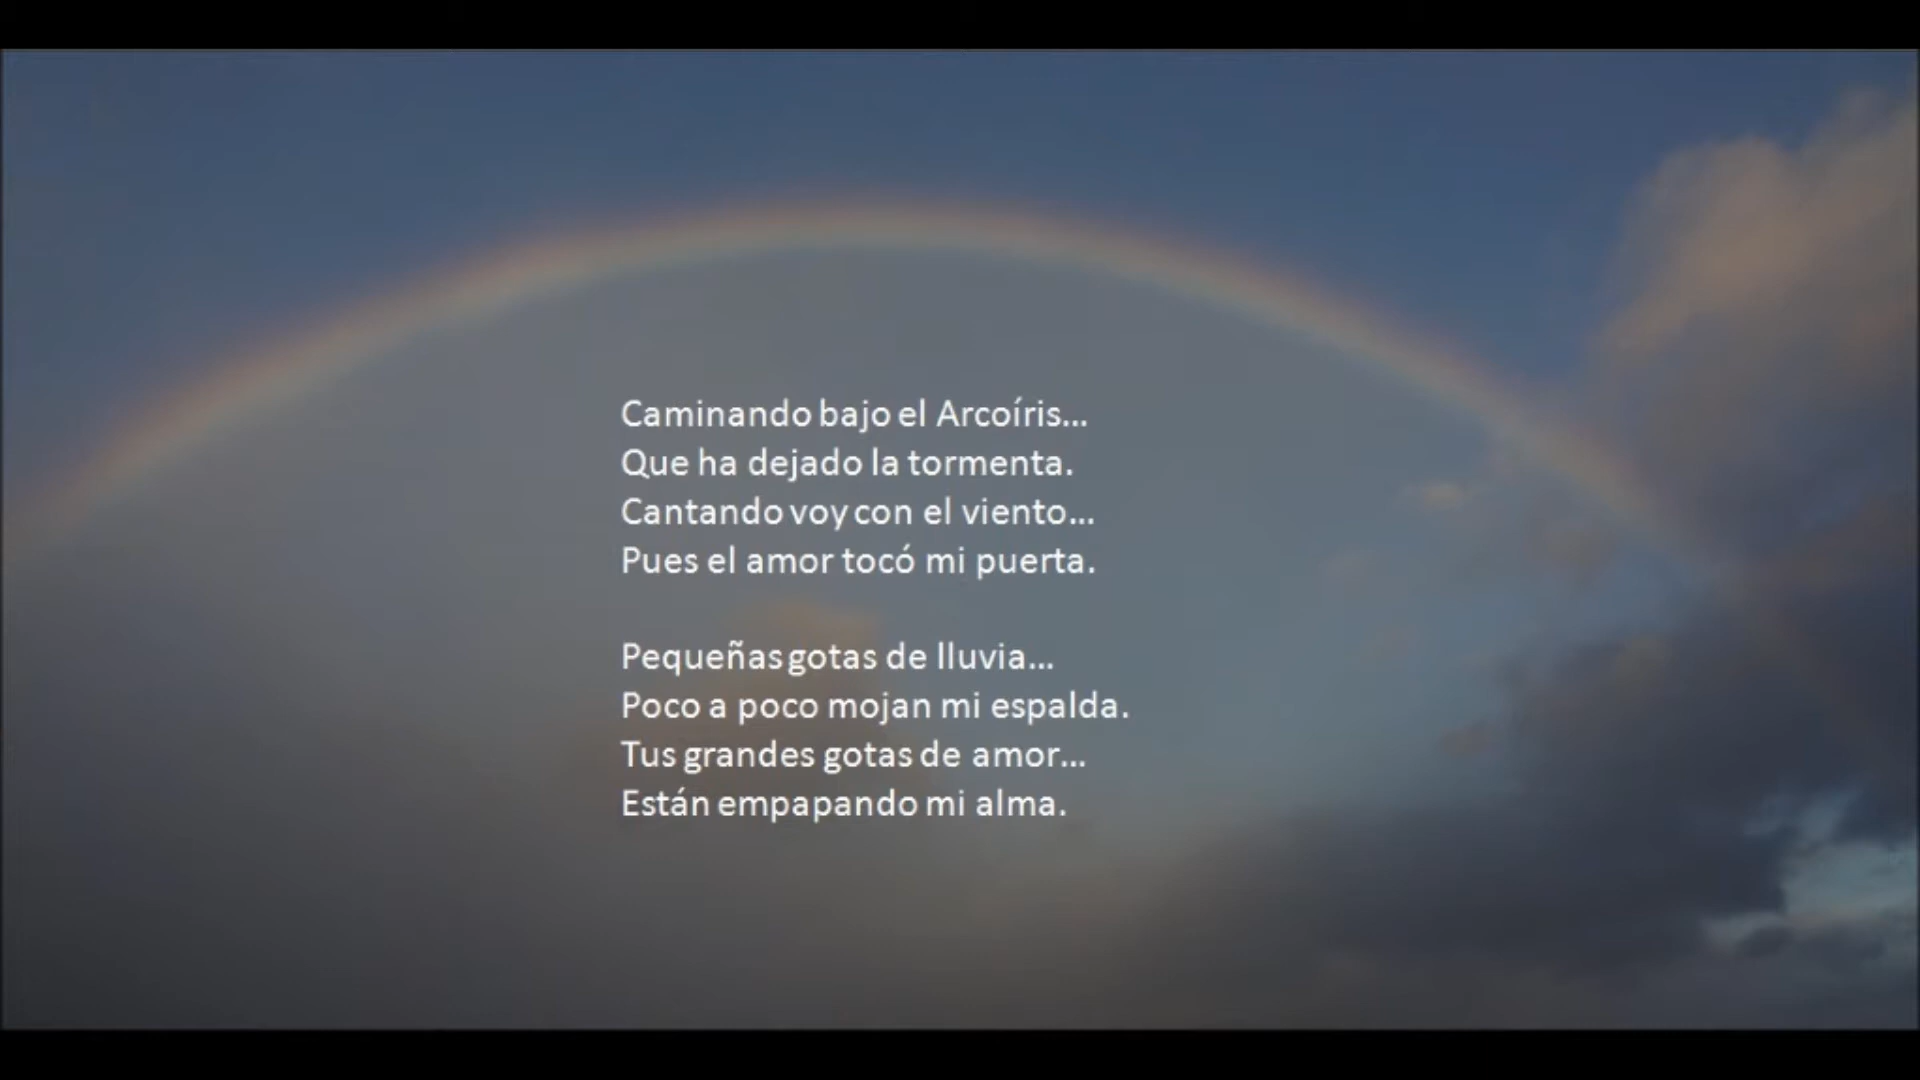 Caminando bajo el Arcoíris...
Que ha dejado la tormenta.
Cantando voy con el viento...
Pues el amor tocó mi puerta.
Pequeñas gotas de lluvia...
Poco a poco mojan mi espalda.
Tus grandes gotas de amor...
Están empapando mi alma.